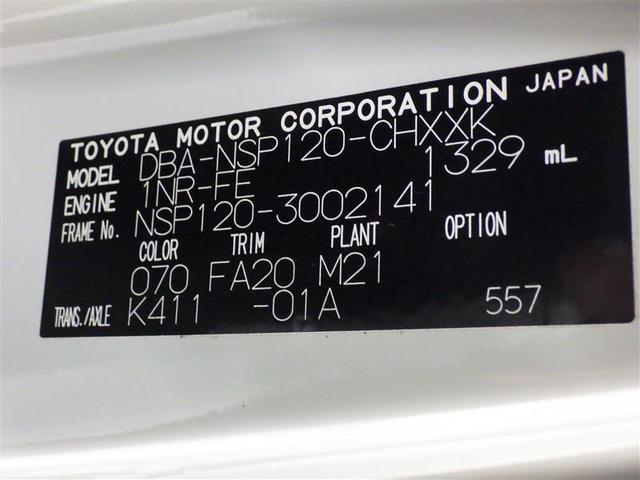 TOYOTA MOTOR CORPORATION JAPAN
MODEL DBA-NSP120-CHXXK
ENGINE 1NR-FE 1329 mL
FRAME No. NSP120-3002141
COLOR TRIM PLANT OPTION
070 FA20 M21
TRANS./AXLE K411 -01A 557